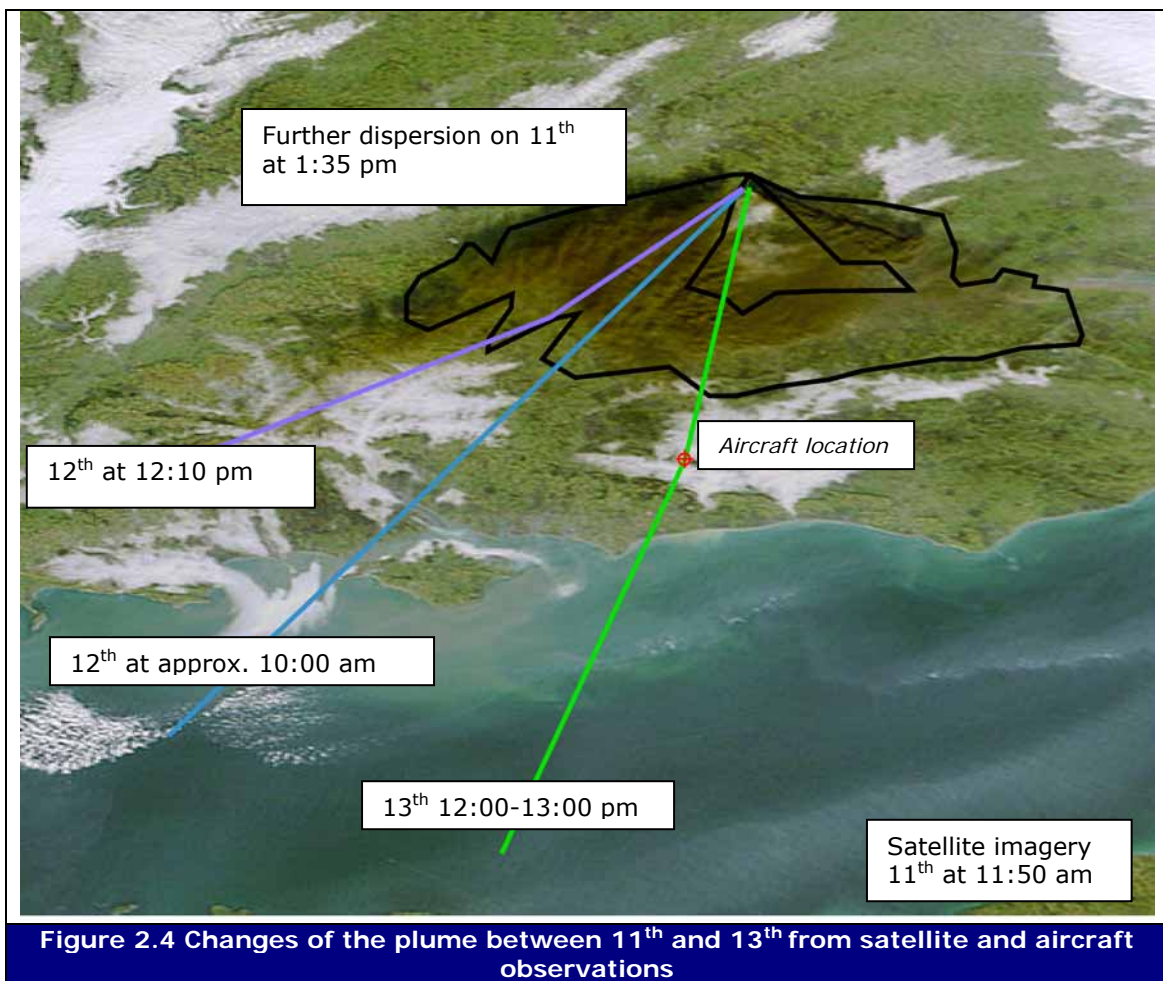 Further dispersion on 11th
at 1:35 pm
Aircraft location
12th at 12:10 pm
12th at approx. 10:00 am
13th 12:00-13:00 pm
Satellite imagery
11th at 11:50 am
Figure 2.4 Changes of the plume between 11th and 13th from satellite and aircraft
observations